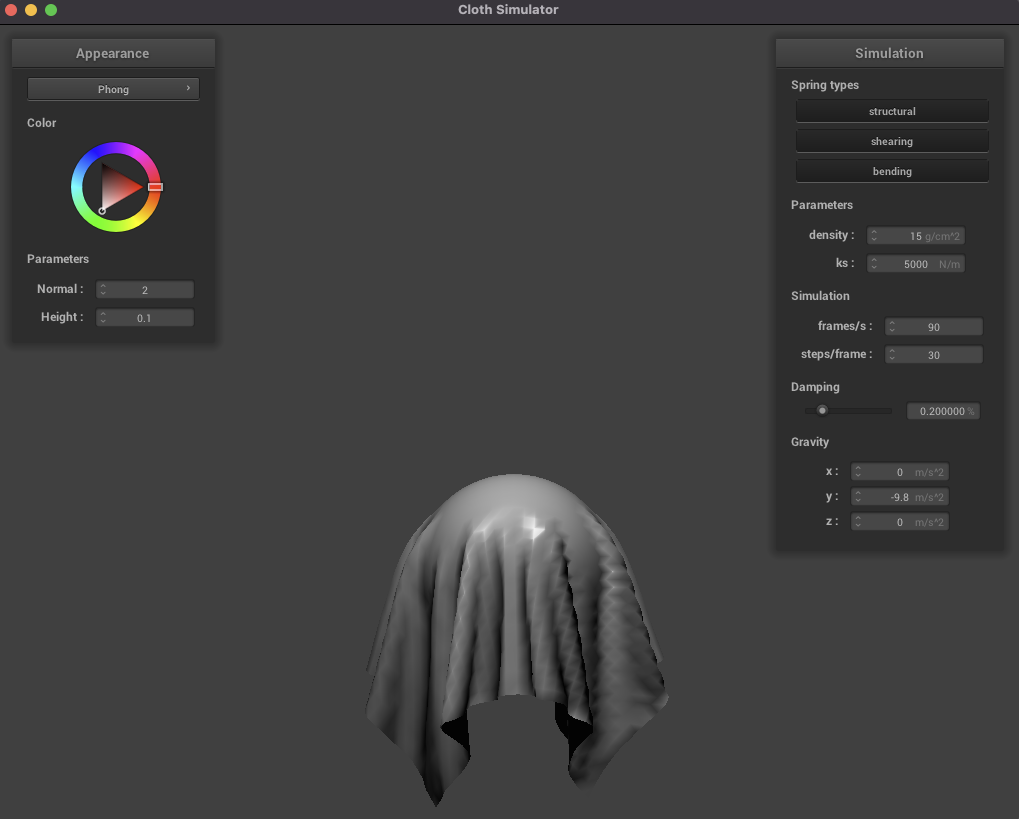 Cloth Simulator
Appearance
Phong
Color
Parameters
Normal : 2
Height : 0.1
Simulation
Spring types
structural
shearing
bending
Parameters
density : 15 g/cm^2
ks : 5000 N/m
Simulation
frames/s : 90
steps/frame : 30
Damping
0.200000 %
Gravity
x : 0 m/s^2
y : -9.8 m/s^2
z : 0 m/s^2